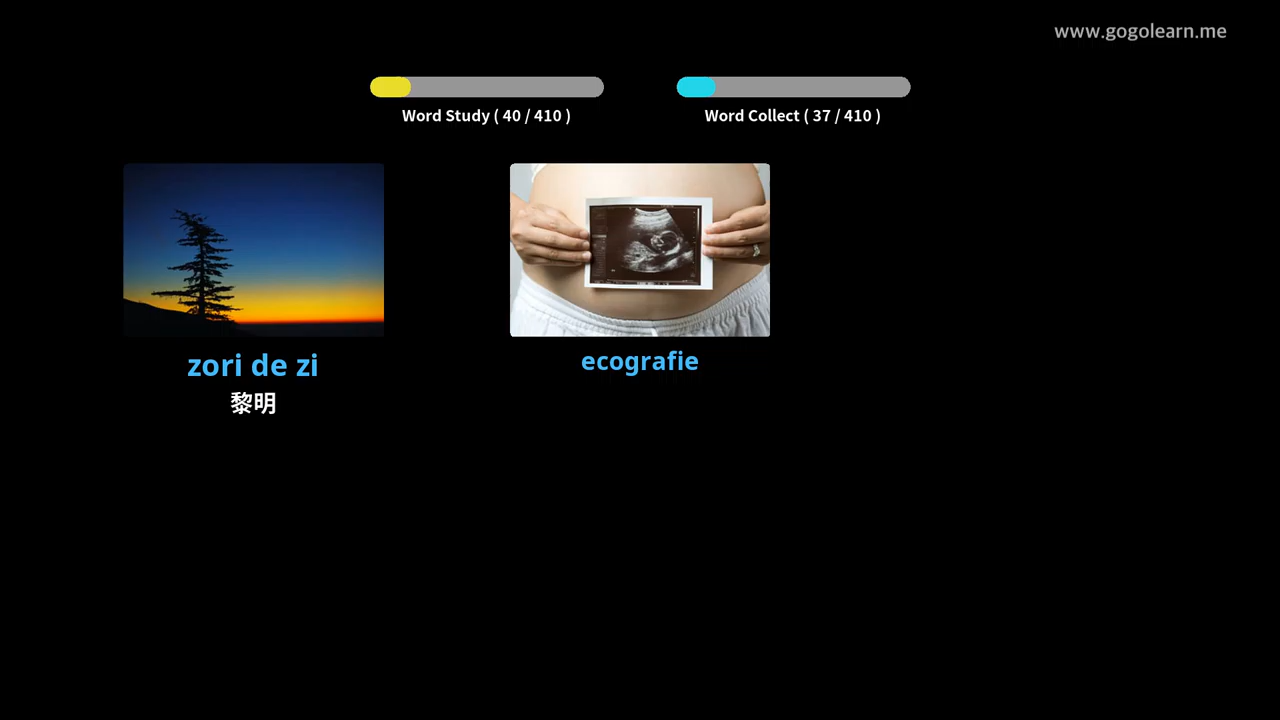 www.gogolearn.me
Word Study ( 40 / 410 )
Word Collect ( 37 / 410 )
zori de zi
黎明
ecografie